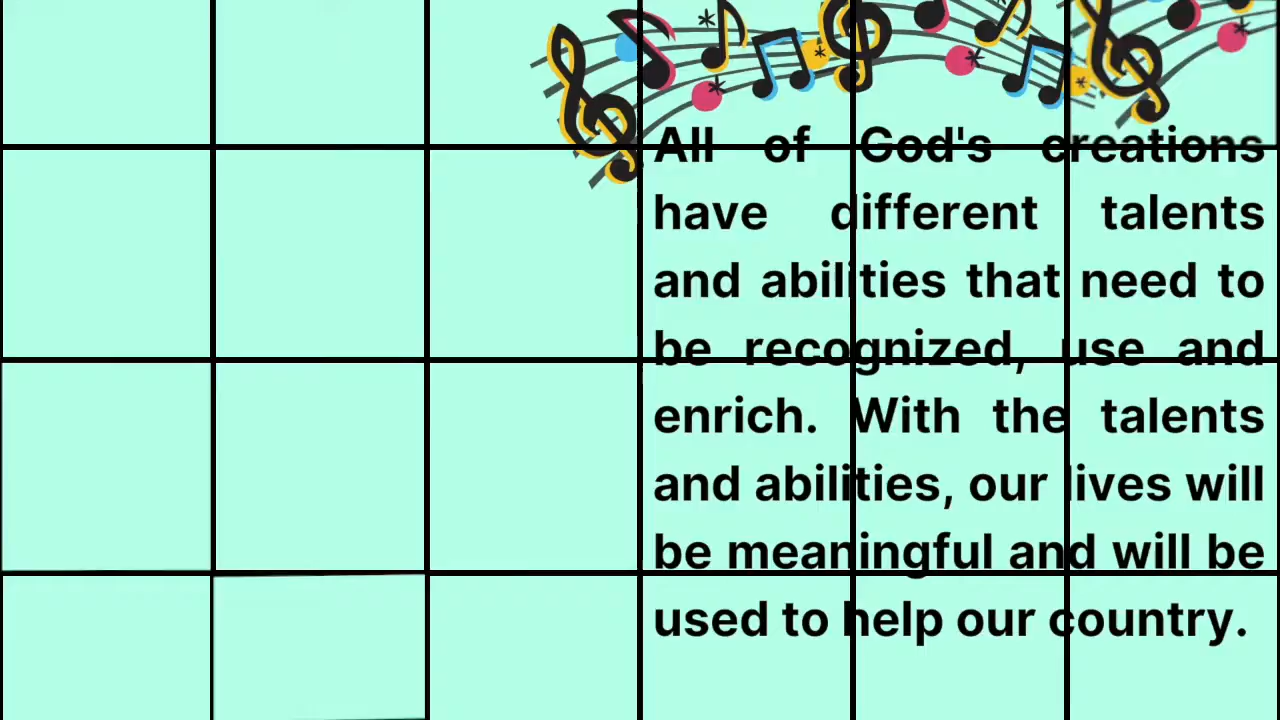 All of God's creations
have different talents
and abilities that need to
be recognized, use and
enrich. With the talents
and abilities, our lives will
be meaningful and will be
used to help our country.